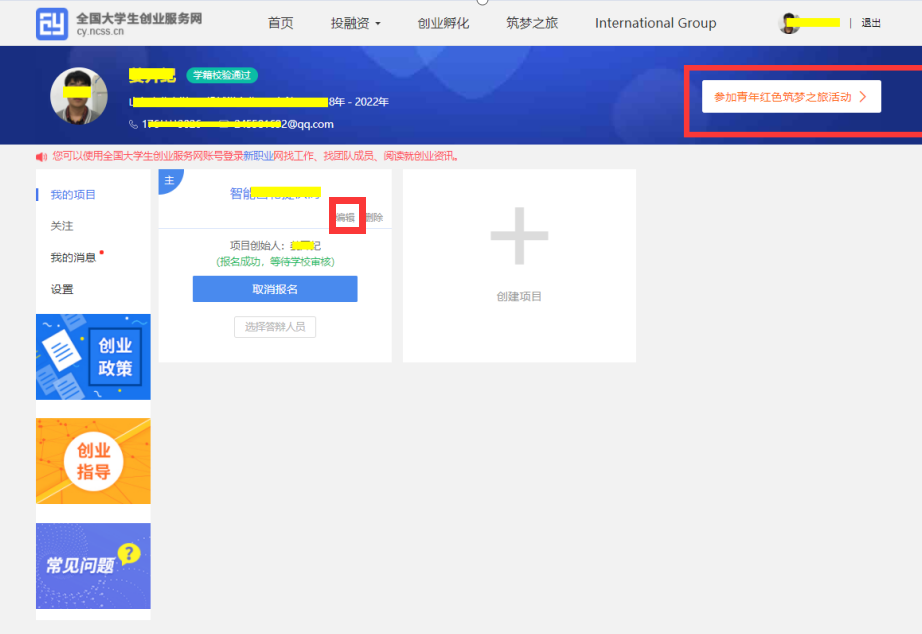 全国大学生创业服务网
cy.ncss.cn
首页 投融资 创业孵化 筑梦之旅 International Group | 退出
学籍校验通过
8年 - 2022年
2@qq.com
参加青年红色筑梦之旅活动 >
您可以使用全国大学生创业服务网账号登录新职业网找工作、找团队成员、阅读就创业资讯。
我的项目
关注
我的消息
设置
主
智能
编辑 删除
项目创始人：
(报名成功，等待学校审核)
取消报名
选择答辩人员
创建项目
创业
政策
创业
指导
常见问题?